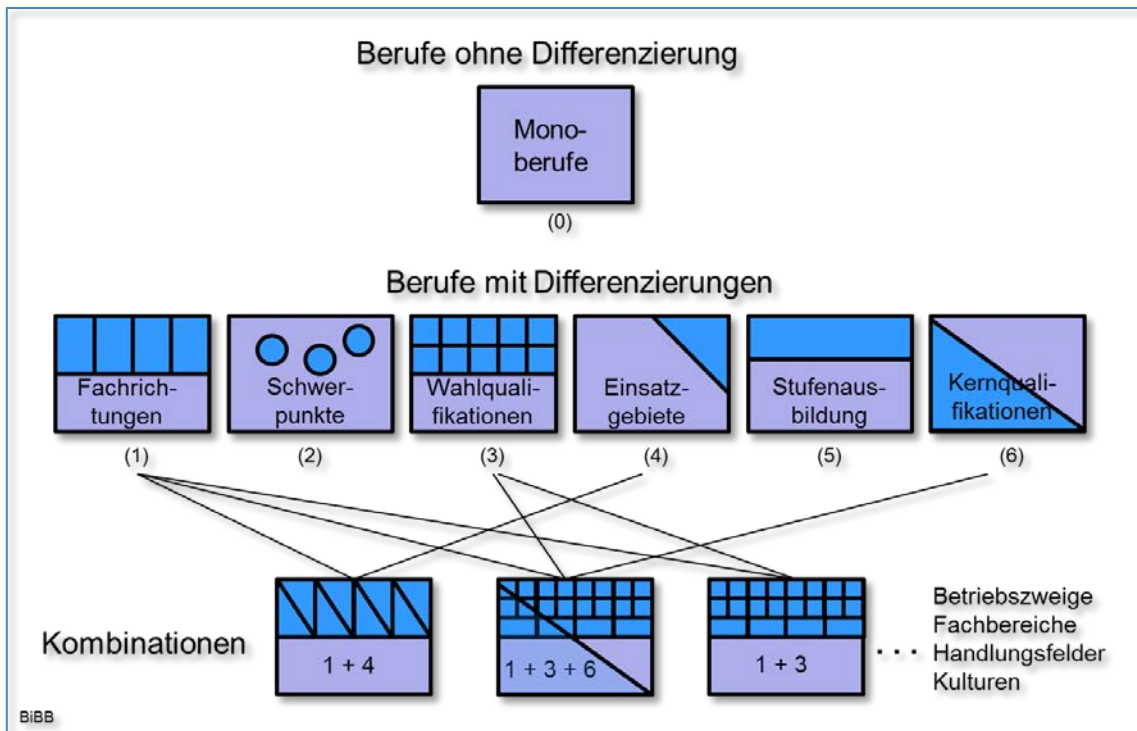 Berufe ohne Differenzierung
Mono-
berufe
(0)
Berufe mit Differenzierungen
Fachrich-
tungen
Schwer-
punkte
Wahlquali-
fikationen
Einsatz-
gebiete
Stufenaus-
bildung
Kernquali-
fikationen
(1)
(2)
(3)
(4)
(5)
(6)
Kombinationen
1 + 4
1 + 3 + 6
1 + 3
. . .
Betriebszweige
Fachbereiche
Handlungsfelder
Kulturen
BiBB